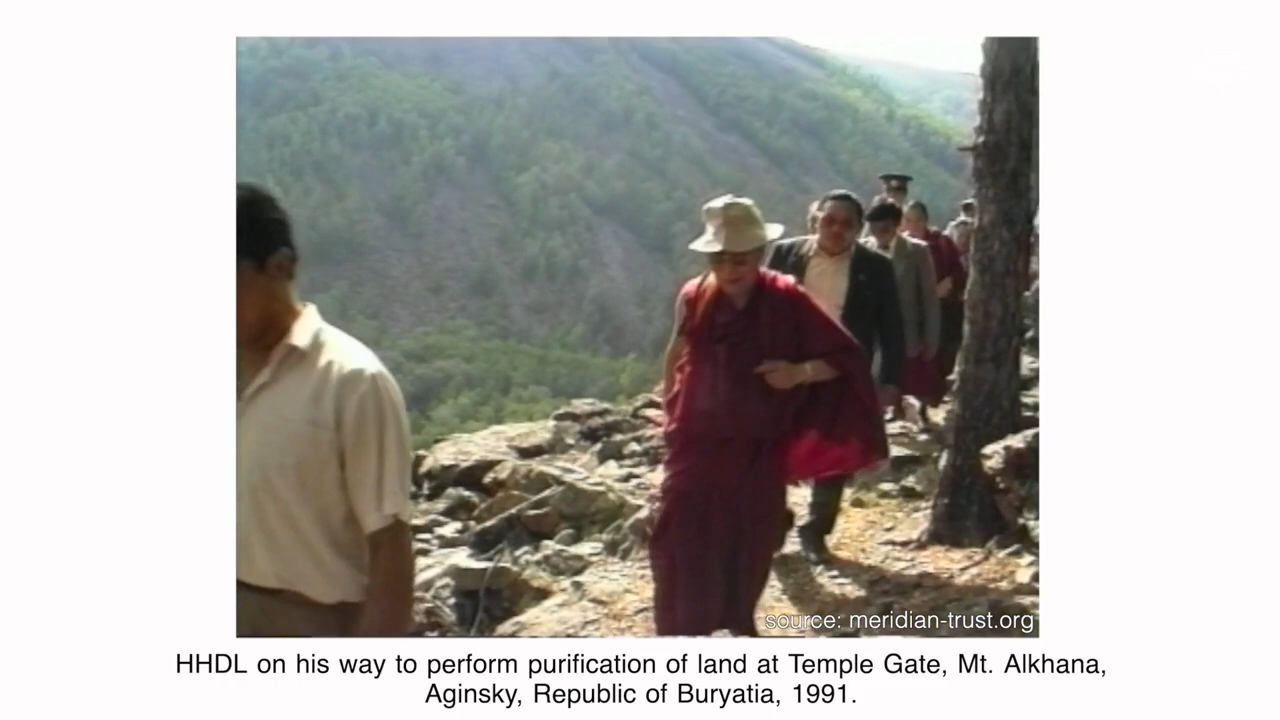 source: meridian-trust.org
HHDL on his way to perform purification of land at Temple Gate, Mt. Alkhana,
Aginsky, Republic of Buryatia, 1991.